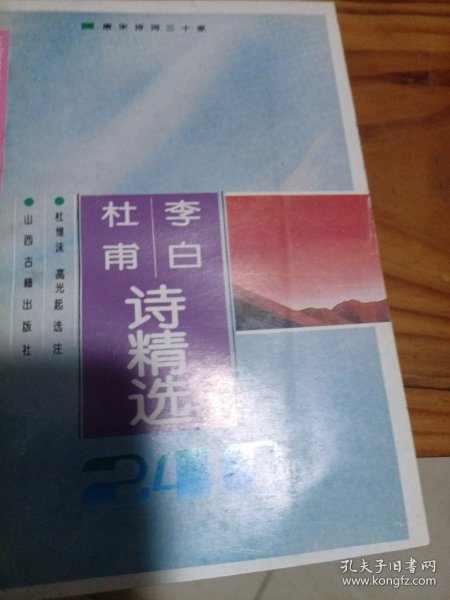 唐宋诗词三十家
李白
杜甫
诗精选
杜维沫 高光起 选注
山西古籍出版社
孔夫子旧书网
www.kongfz.com